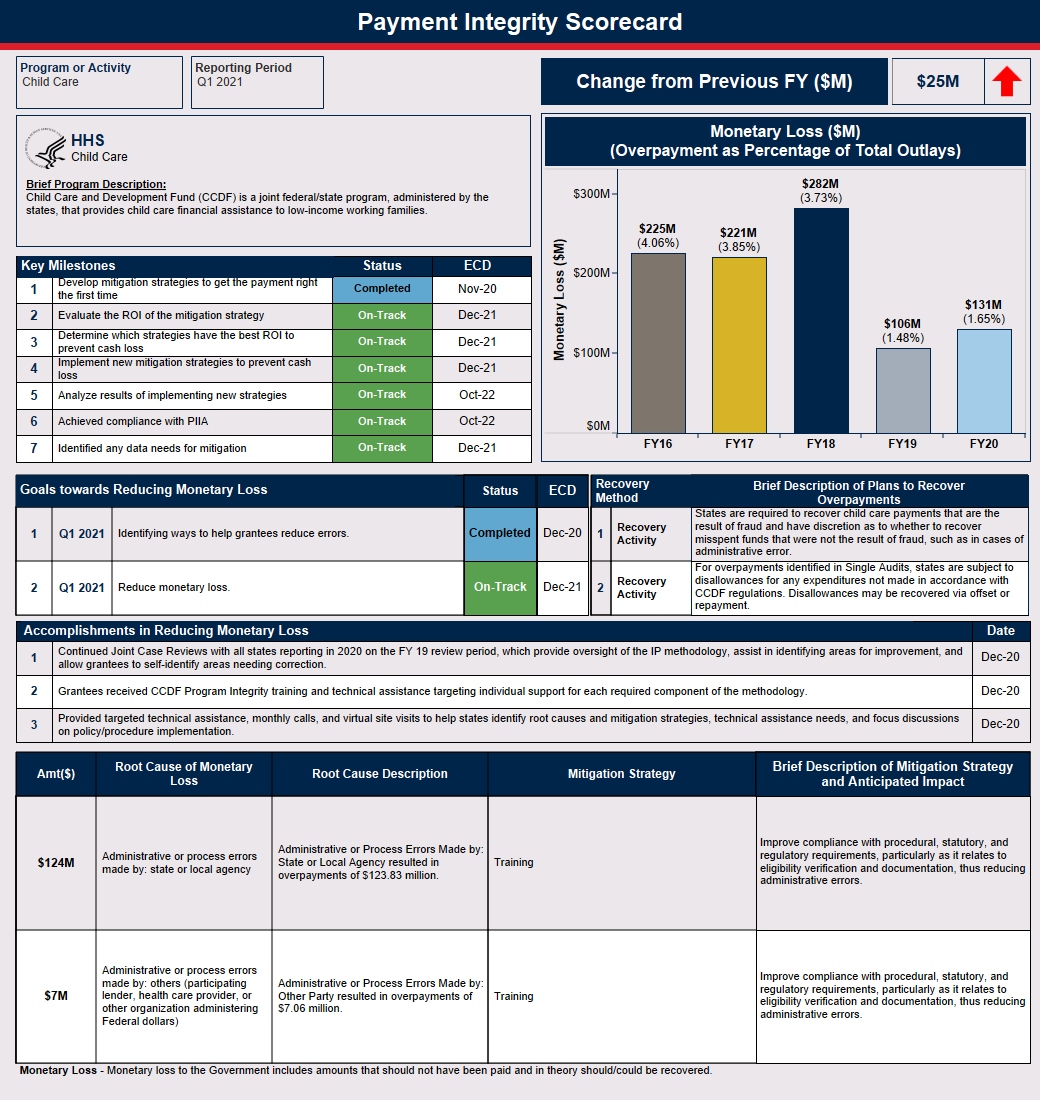 Payment Integrity Scorecard
Program or Activity
Child Care
Reporting Period
Q1 2021
Change from Previous FY ($M)
$25M
HHS
Child Care
Brief Program Description:
Child Care and Development Fund (CCDF) is a joint federal/state program, administered by the
states, that provides child care financial assistance to low-income working families.
Monetary Loss ($M)
(Overpayment as Percentage of Total Outlays)
Monetary Loss ($M)
$300M
$200M
$100M
$0M
$225M
(4.06%)
$221M
(3.85%)
$282M
(3.73%)
$106M
(1.48%)
$131M
(1.65%)
FY16
FY17
FY18
FY19
FY20
Key Milestones
Status
ECD
1
Develop mitigation strategies to get the payment right
the first time
Completed
Nov-20
2
Evaluate the ROI of the mitigation strategy
On-Track
Dec-21
3
Determine which strategies have the best ROI to
prevent cash loss
On-Track
Dec-21
4
Implement new mitigation strategies to prevent cash
loss
On-Track
Dec-21
5
Analyze results of implementing new strategies
On-Track
Oct-22
6
Achieved compliance with PIIA
On-Track
Oct-22
7
Identified any data needs for mitigation
On-Track
Dec-21
Goals towards Reducing Monetary Loss
Status
ECD
1
Q1 2021
Identifying ways to help grantees reduce errors.
Completed
Dec-20
2
Q1 2021
Reduce monetary loss.
On-Track
Dec-21
Recovery
Method
Brief Description of Plans to Recover
Overpayments
1
Recovery
Activity
States are required to recover child care payments that are the
result of fraud and have discretion as to whether to recover
misspent funds that were not the result of fraud, such as in cases of
administrative error.
2
Recovery
Activity
For overpayments identified in Single Audits, states are subject to
disallowances for any expenditures not made in accordance with
CCDF regulations. Disallowances may be recovered via offset or
repayment.
Accomplishments in Reducing Monetary Loss
Date
1
Continued Joint Case Reviews with all states reporting in 2020 on the FY 19 review period, which provide oversight of the IP methodology, assist in identifying areas for improvement, and
allow grantees to self-identify areas needing correction.
Dec-20
2
Grantees received CCDF Program Integrity training and technical assistance targeting individual support for each required component of the methodology.
Dec-20
3
Provided targeted technical assistance, monthly calls, and virtual site visits to help states identify root causes and mitigation strategies, technical assistance needs, and focus discussions
on policy/procedure implementation.
Dec-20
Amt($)
Root Cause of Monetary
Loss
Root Cause Description
Mitigation Strategy
Brief Description of Mitigation Strategy
and Anticipated Impact
$124M
Administrative or process errors
made by: state or local agency
Administrative or Process Errors Made by:
State or Local Agency resulted in
overpayments of $123.83 million.
Training
Improve compliance with procedural, statutory, and
regulatory requirements, particularly as it relates to
eligibility verification and documentation, thus reducing
administrative errors.
$7M
Administrative or process errors
made by: others (participating
lender, health care provider, or
other organization administering
Federal dollars)
Administrative or Process Errors Made by:
Other Party resulted in overpayments of
$7.06 million.
Training
Improve compliance with procedural, statutory, and
regulatory requirements, particularly as it relates to
eligibility verification and documentation, thus reducing
administrative errors.
Monetary Loss - Monetary loss to the Government includes amounts that should not have been paid and in theory should/could be recovered.